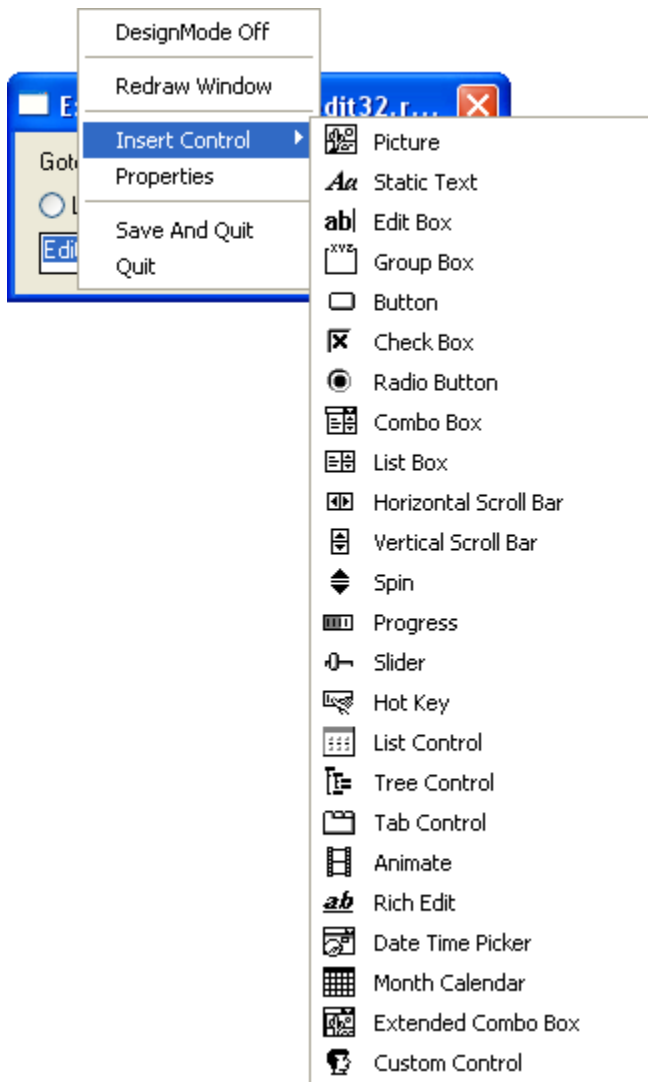 DesignMode Off
Redraw Window
dit32.r...
Insert Control
Properties
Save And Quit
Quit
Picture
Static Text
Edit Box
Group Box
Button
Check Box
Radio Button
Combo Box
List Box
Horizontal Scroll Bar
Vertical Scroll Bar
Spin
Progress
Slider
Hot Key
List Control
Tree Control
Tab Control
Animate
Rich Edit
Date Time Picker
Month Calendar
Extended Combo Box
Custom Control